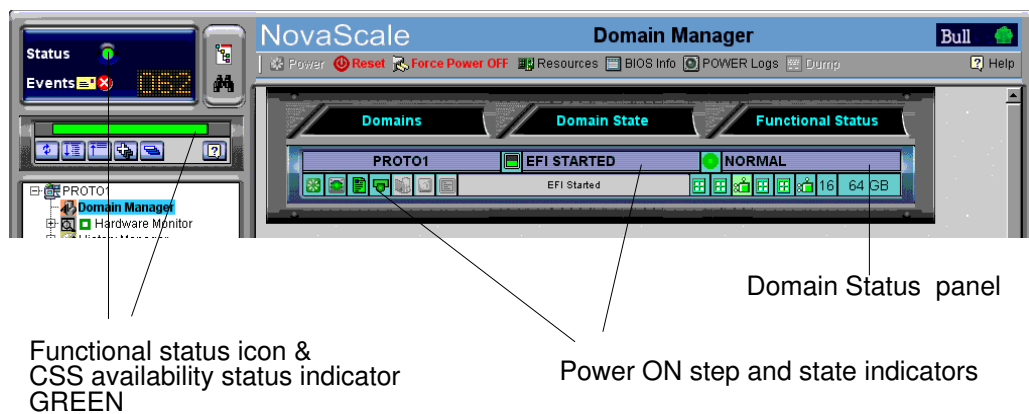 Status
Events
062
NovaScale
Domain Manager
Bull
Power Reset Force Power OFF Resources BIOS Info POWER Logs Dump Help
Domains Domain State Functional Status
PROTO1 EFI STARTED NORMAL
EFI Started 16 64 GB
PROTO1
Domain Manager
Hardware Monitor
History Manager
Domain Status panel
Functional status icon &
CSS availability status indicator
GREEN
Power ON step and state indicators